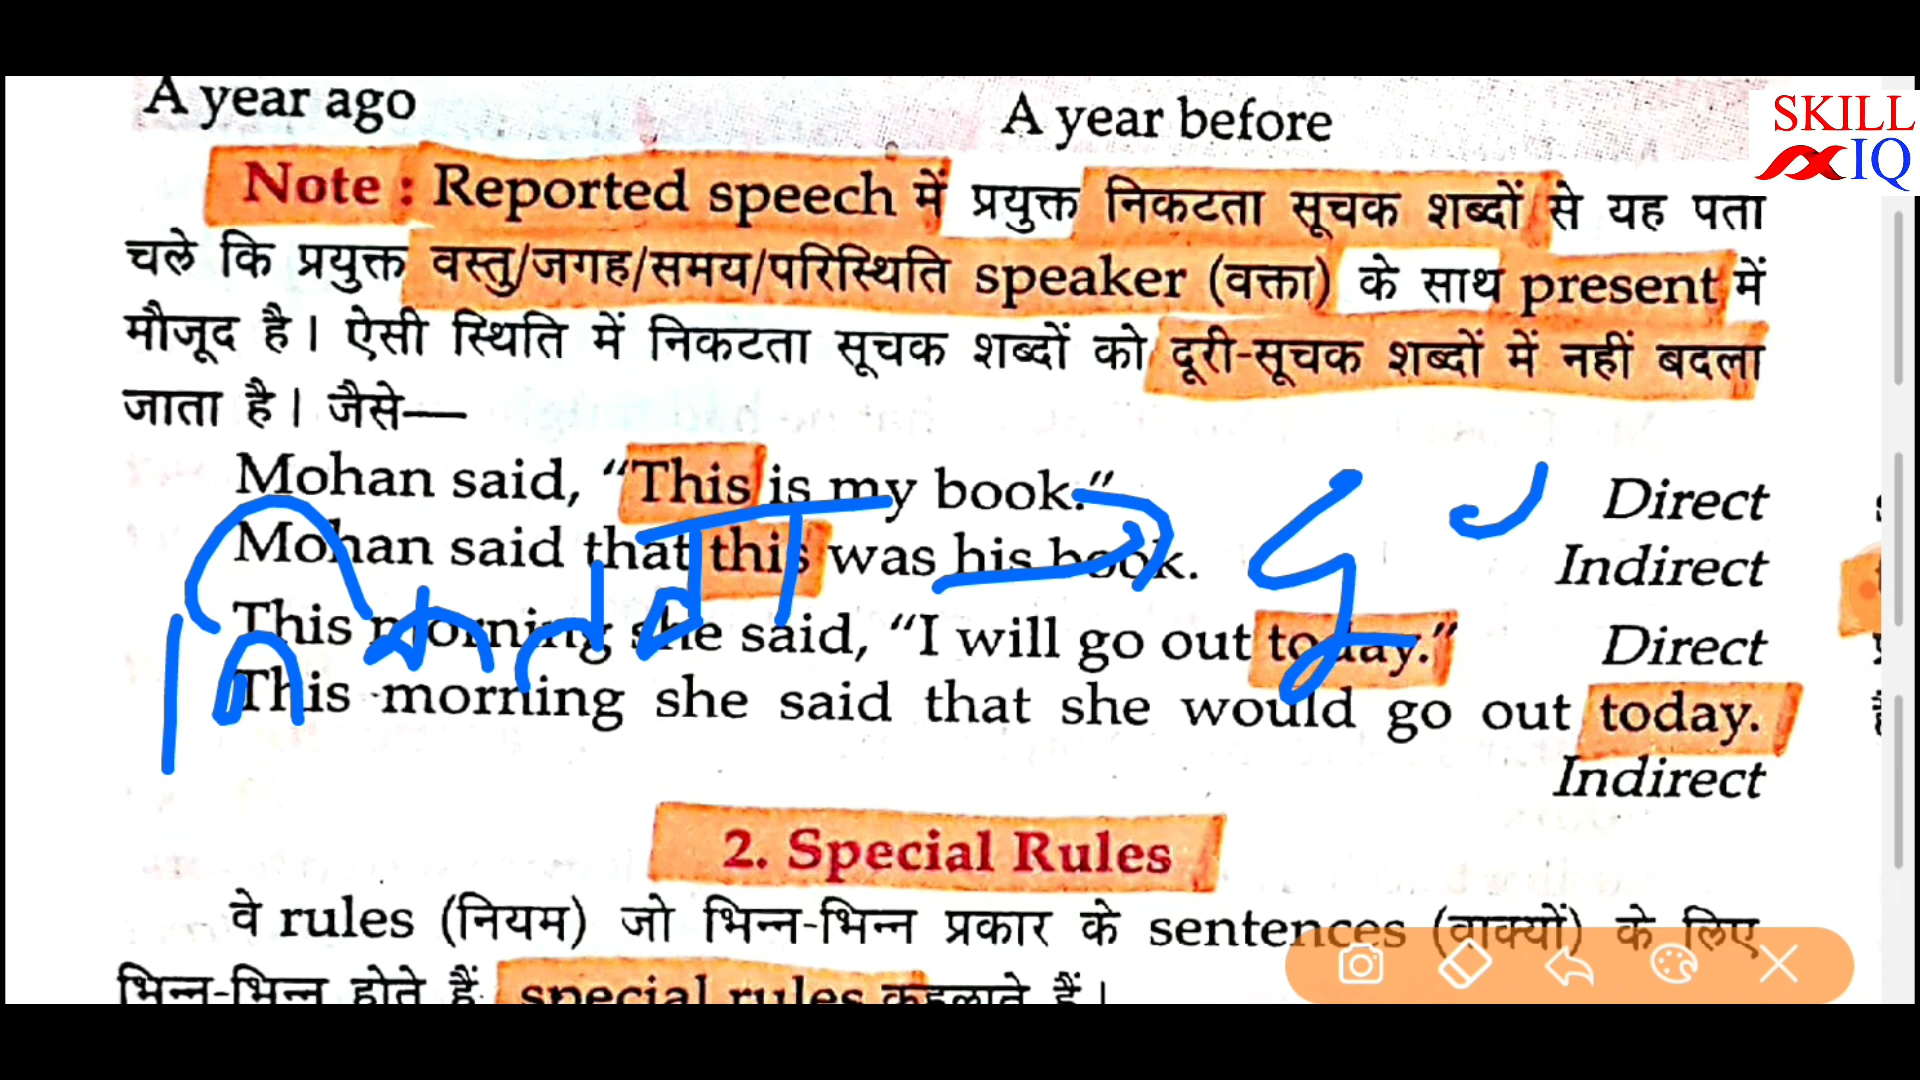 A year ago A year before
SKILL
IQ
Note : Reported speech में प्रयुक्त निकटता सूचक शब्दों से यह पता
चले कि प्रयुक्त वस्तु/जगह/समय/परिस्थिति speaker (वक्ता) के साथ present में
मौजूद है। ऐसी स्थिति में निकटता सूचक शब्दों को दूरी-सूचक शब्दों में नहीं बदला
जाता है। जैसे—
Mohan said, “This is my book.” Direct
Mohan said that this was his book. Indirect
This morning she said, “I will go out today.” Direct
This morning she said that she would go out today.
Indirect
2. Special Rules
वे rules (नियम) जो भिन्न-भिन्न प्रकार के sentences (वाक्यों) के लिए
भिन्न-भिन्न होते हैं, special rules कहलाते हैं।